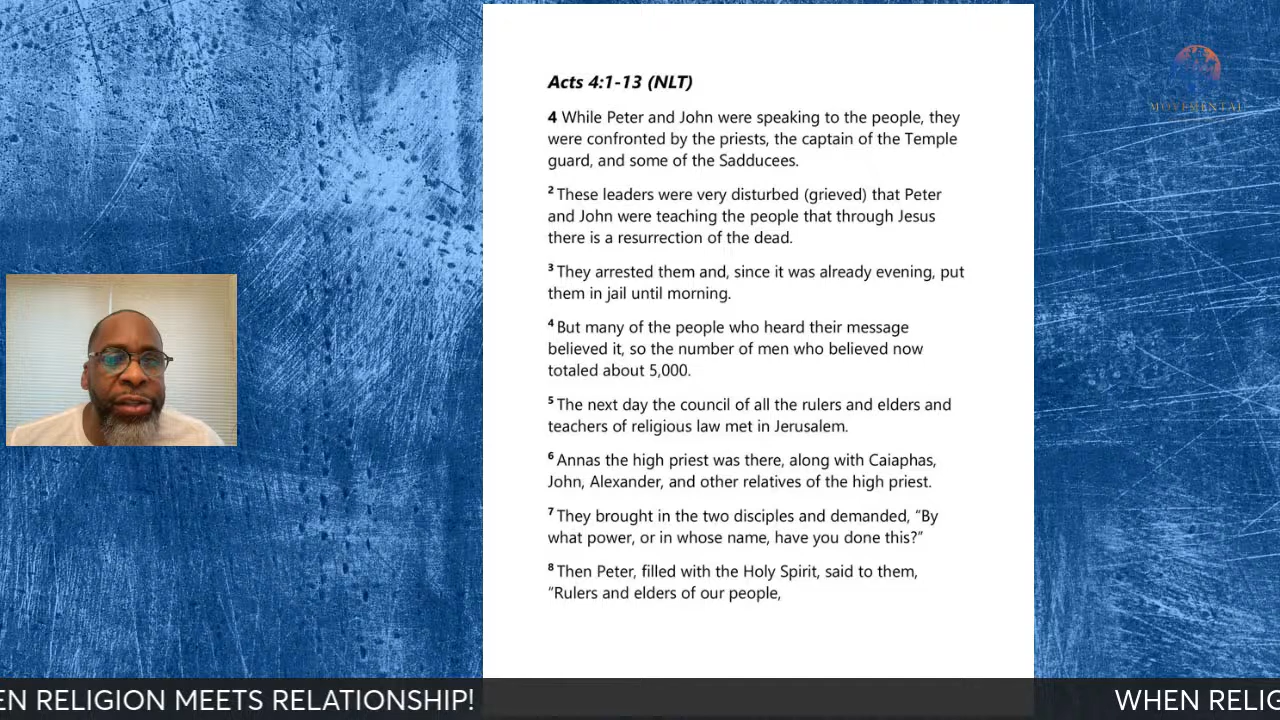 Acts 4:1-13 (NLT)
4 While Peter and John were speaking to the people, they
were confronted by the priests, the captain of the Temple
guard, and some of the Sadducees.
2 These leaders were very disturbed (grieved) that Peter
and John were teaching the people that through Jesus
there is a resurrection of the dead.
3 They arrested them and, since it was already evening, put
them in jail until morning.
4 But many of the people who heard their message
believed it, so the number of men who believed now
totaled about 5,000.
5 The next day the council of all the rulers and elders and
teachers of religious law met in Jerusalem.
6 Annas the high priest was there, along with Caiaphas,
John, Alexander, and other relatives of the high priest.
7 They brought in the two disciples and demanded, “By
what power, or in whose name, have you done this?”
8 Then Peter, filled with the Holy Spirit, said to them,
“Rulers and elders of our people,
MOVEMENTAL
EN RELIGION MEETS RELATIONSHIP!
WHEN RELIG